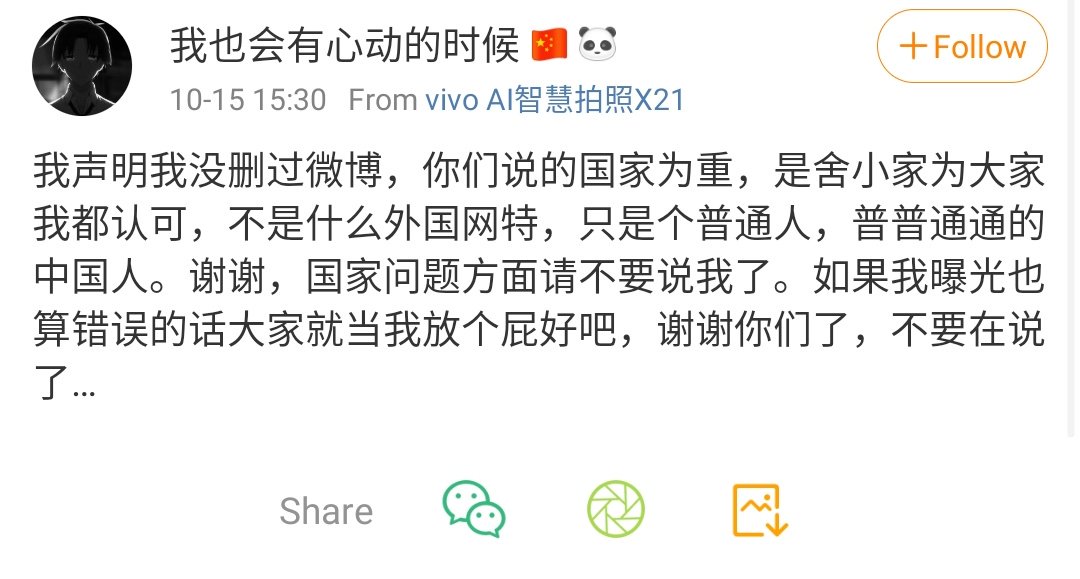 我也会有心动的时候🇨🇳🐼
+Follow
10-15 15:30 From vivo AI智慧拍照X21
我声明我没删过微博，你们说的国家为重，是舍小家为大家
我都认可，不是什么外国网特，只是个普通人，普普通通的
中国人。谢谢，国家问题方面请不要说我了。如果我曝光也
算错误的话大家就当我放个屁好吧，谢谢你们了，不要在说
了...
Share